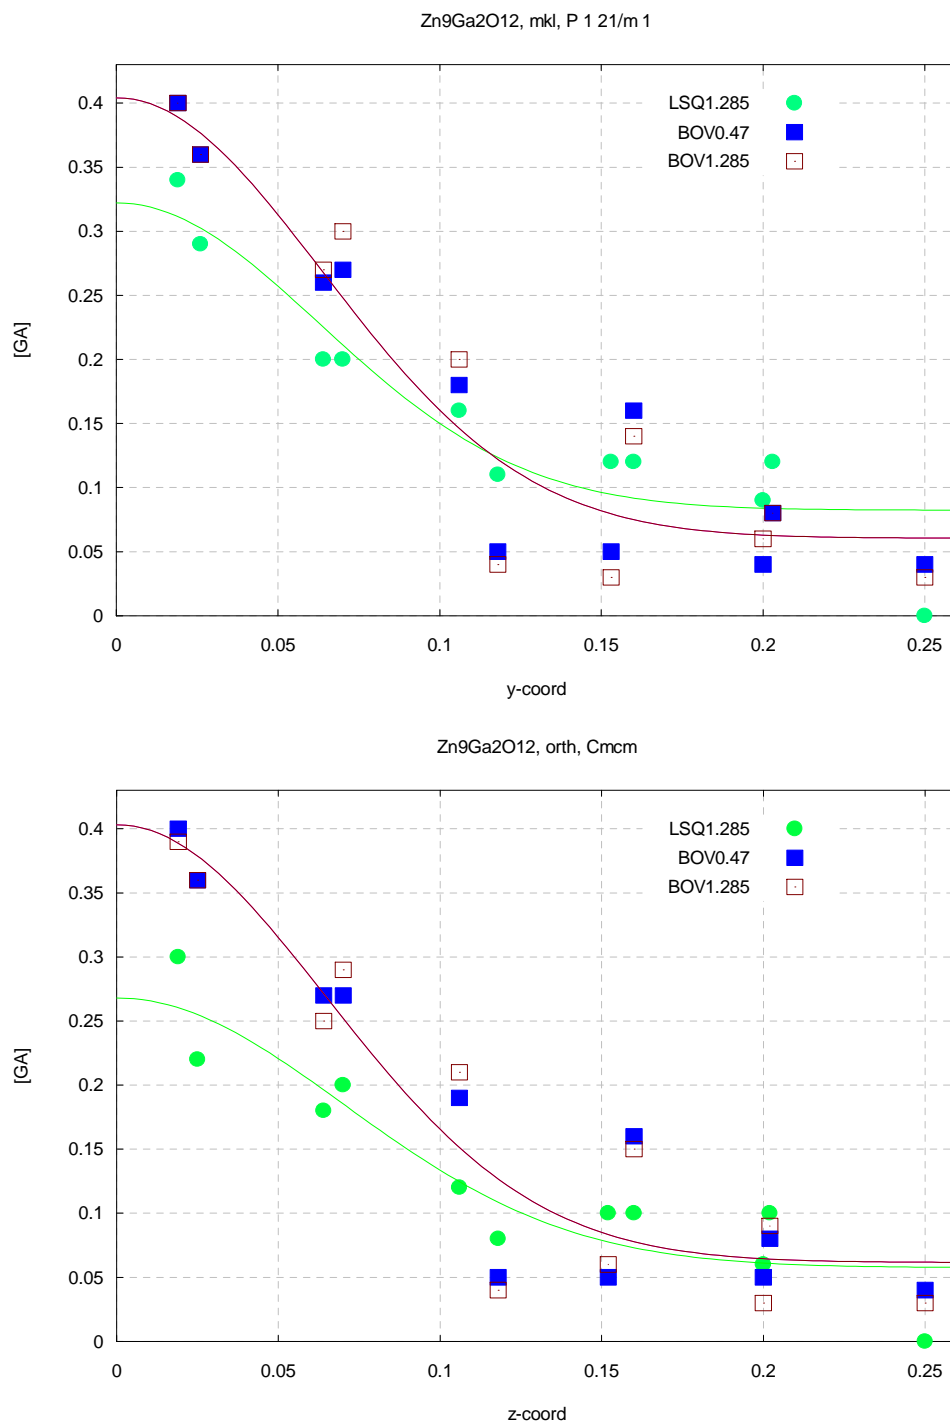 Zn9Ga2O12, mkl, P 1 21/m 1
LSQ1.285
BOV0.47
BOV1.285
0.4
0.35
0.3
0.25
0.2
0.15
0.1
0.05
0
[GA]
0 0.05 0.1 0.15 0.2 0.25
y-coord
Zn9Ga2O12, orth, Cmcm
LSQ1.285
BOV0.47
BOV1.285
0.4
0.35
0.3
0.25
0.2
0.15
0.1
0.05
0
[GA]
0 0.05 0.1 0.15 0.2 0.25
z-coord